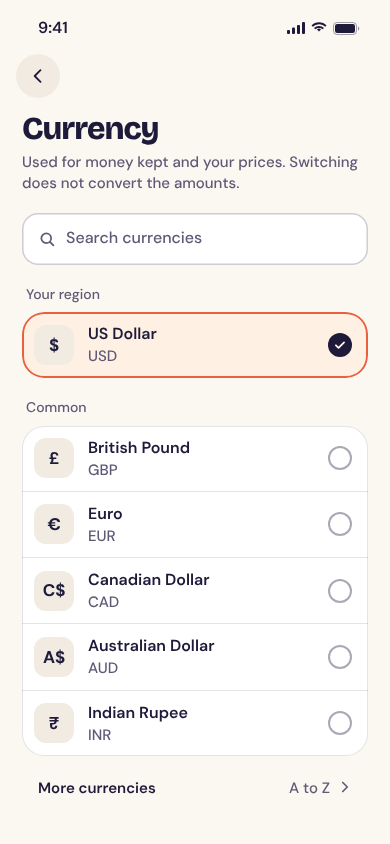 9:41
Currency
Used for money kept and your prices. Switching
does not convert the amounts.
Search currencies
Your region
$
US Dollar
USD
Common
£
British Pound
GBP
€
Euro
EUR
C$
Canadian Dollar
CAD
A$
Australian Dollar
AUD
₹
Indian Rupee
INR
More currencies
A to Z